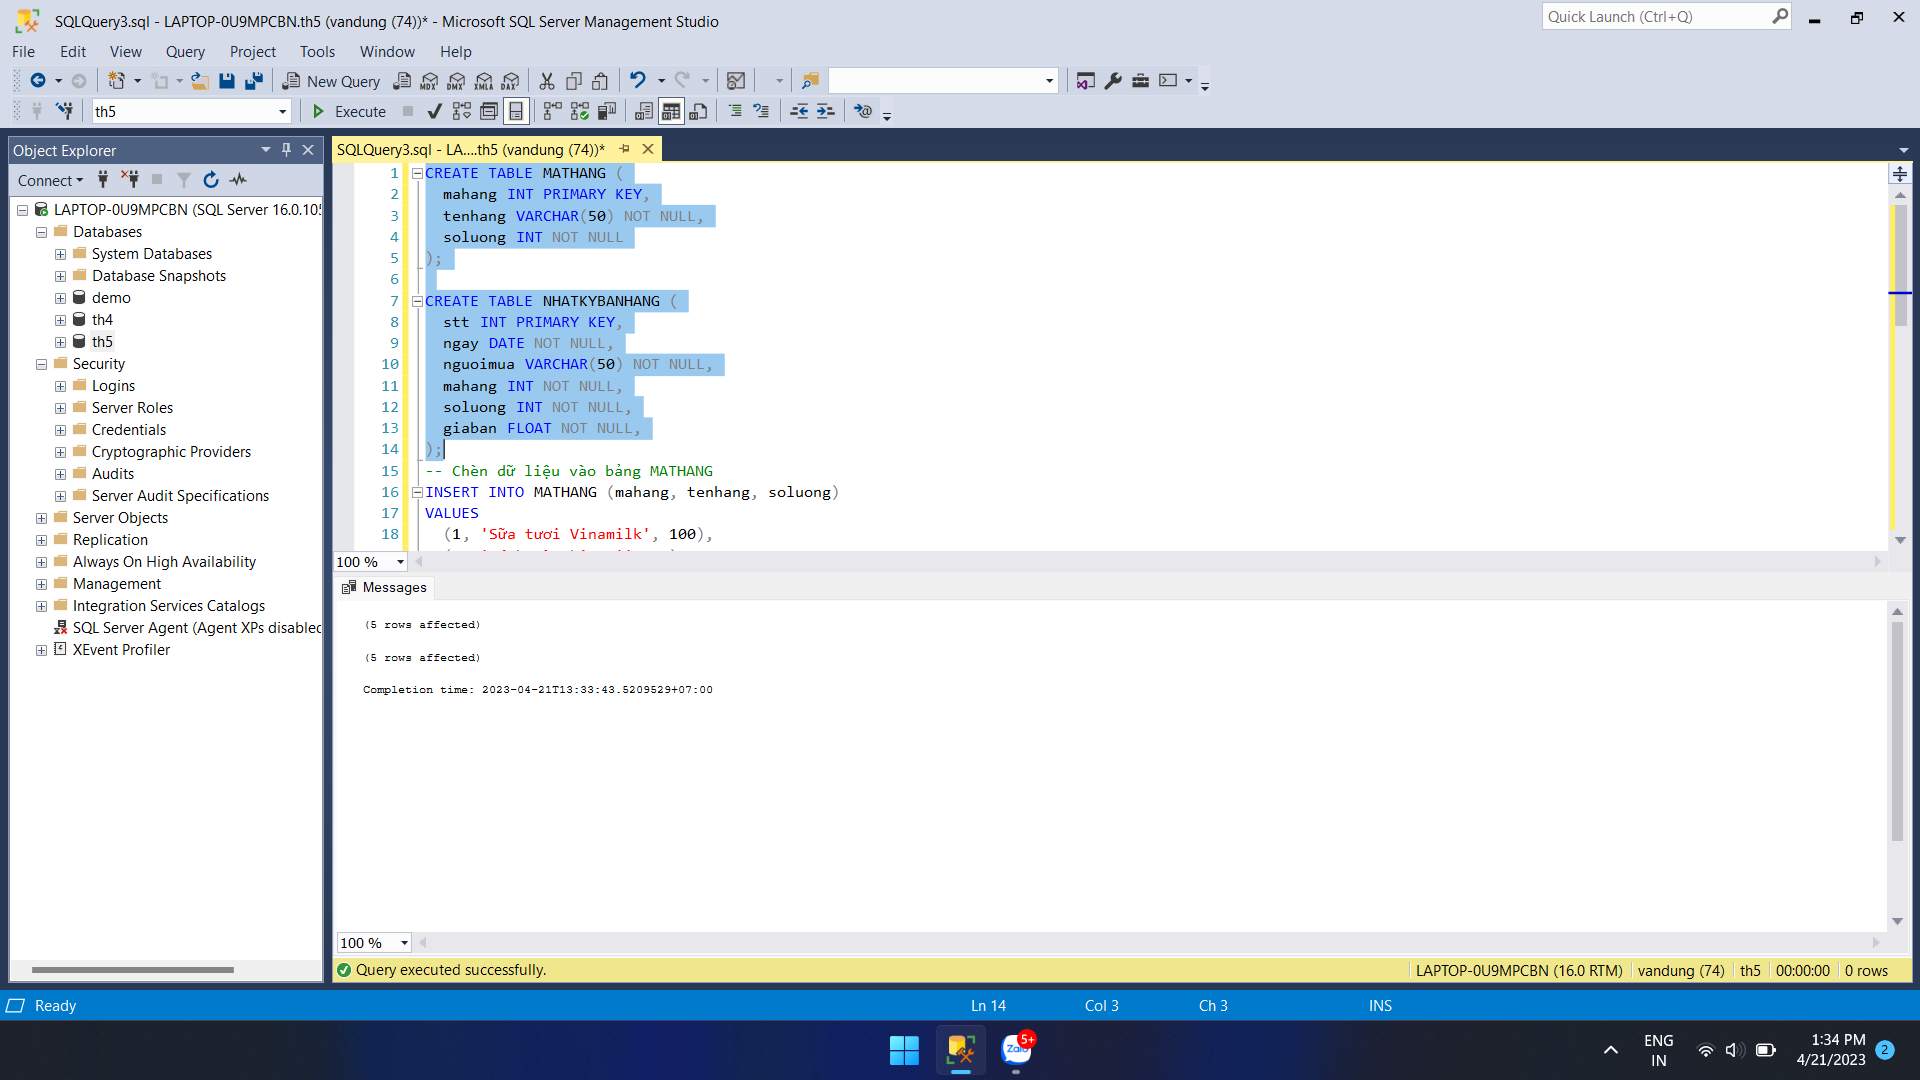 SQLQuery3.sql - LAPTOP-0U9MPCBN.th5 (vandung (74))* - Microsoft SQL Server Management Studio
Quick Launch (Ctrl+Q)
File Edit View Query Project Tools Window Help
New Query MDX DMX XMLA DAX
th5 Execute
Object Explorer
SQLQuery3.sql - LA....th5 (vandung (74))*
Connect
LAPTOP-0U9MPCBN (SQL Server 16.0.105
Databases
System Databases
Database Snapshots
demo
th4
th5
Security
Logins
Server Roles
Credentials
Cryptographic Providers
Audits
Server Audit Specifications
Server Objects
Replication
Always On High Availability
Management
Integration Services Catalogs
SQL Server Agent (Agent XPs disabled
XEvent Profiler
1 CREATE TABLE MATHANG (
2 mahang INT PRIMARY KEY,
3 tenhang VARCHAR(50) NOT NULL,
4 soluong INT NOT NULL
5 );
6
7 CREATE TABLE NHATKYBANHANG (
8 stt INT PRIMARY KEY,
9 ngay DATE NOT NULL,
10 nguoimua VARCHAR(50) NOT NULL,
11 mahang INT NOT NULL,
12 soluong INT NOT NULL,
13 giaban FLOAT NOT NULL,
14 );
15 -- Chèn dữ liệu vào bảng MATHANG
16 INSERT INTO MATHANG (mahang, tenhang, soluong)
17 VALUES
18 (1, 'Sữa tươi Vinamilk', 100),
100 %
Messages
(5 rows affected)
(5 rows affected)
Completion time: 2023-04-21T13:33:43.5209529+07:00
100 %
Query executed successfully.
LAPTOP-0U9MPCBN (16.0 RTM) vandung (74) th5 00:00:00 0 rows
Ready Ln 14 Col 3 Ch 3 INS
Zalo 5+
ENG
IN
1:34 PM
4/21/2023
2